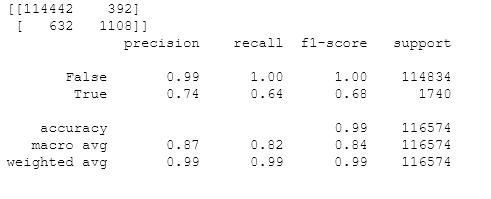 [[114442    392]
 [   632   1108]]
              precision    recall  f1-score   support

       False       0.99      1.00      1.00    114834
        True       0.74      0.64      0.68      1740

    accuracy                           0.99    116574
   macro avg       0.87      0.82      0.84    116574
weighted avg       0.99      0.99      0.99    116574